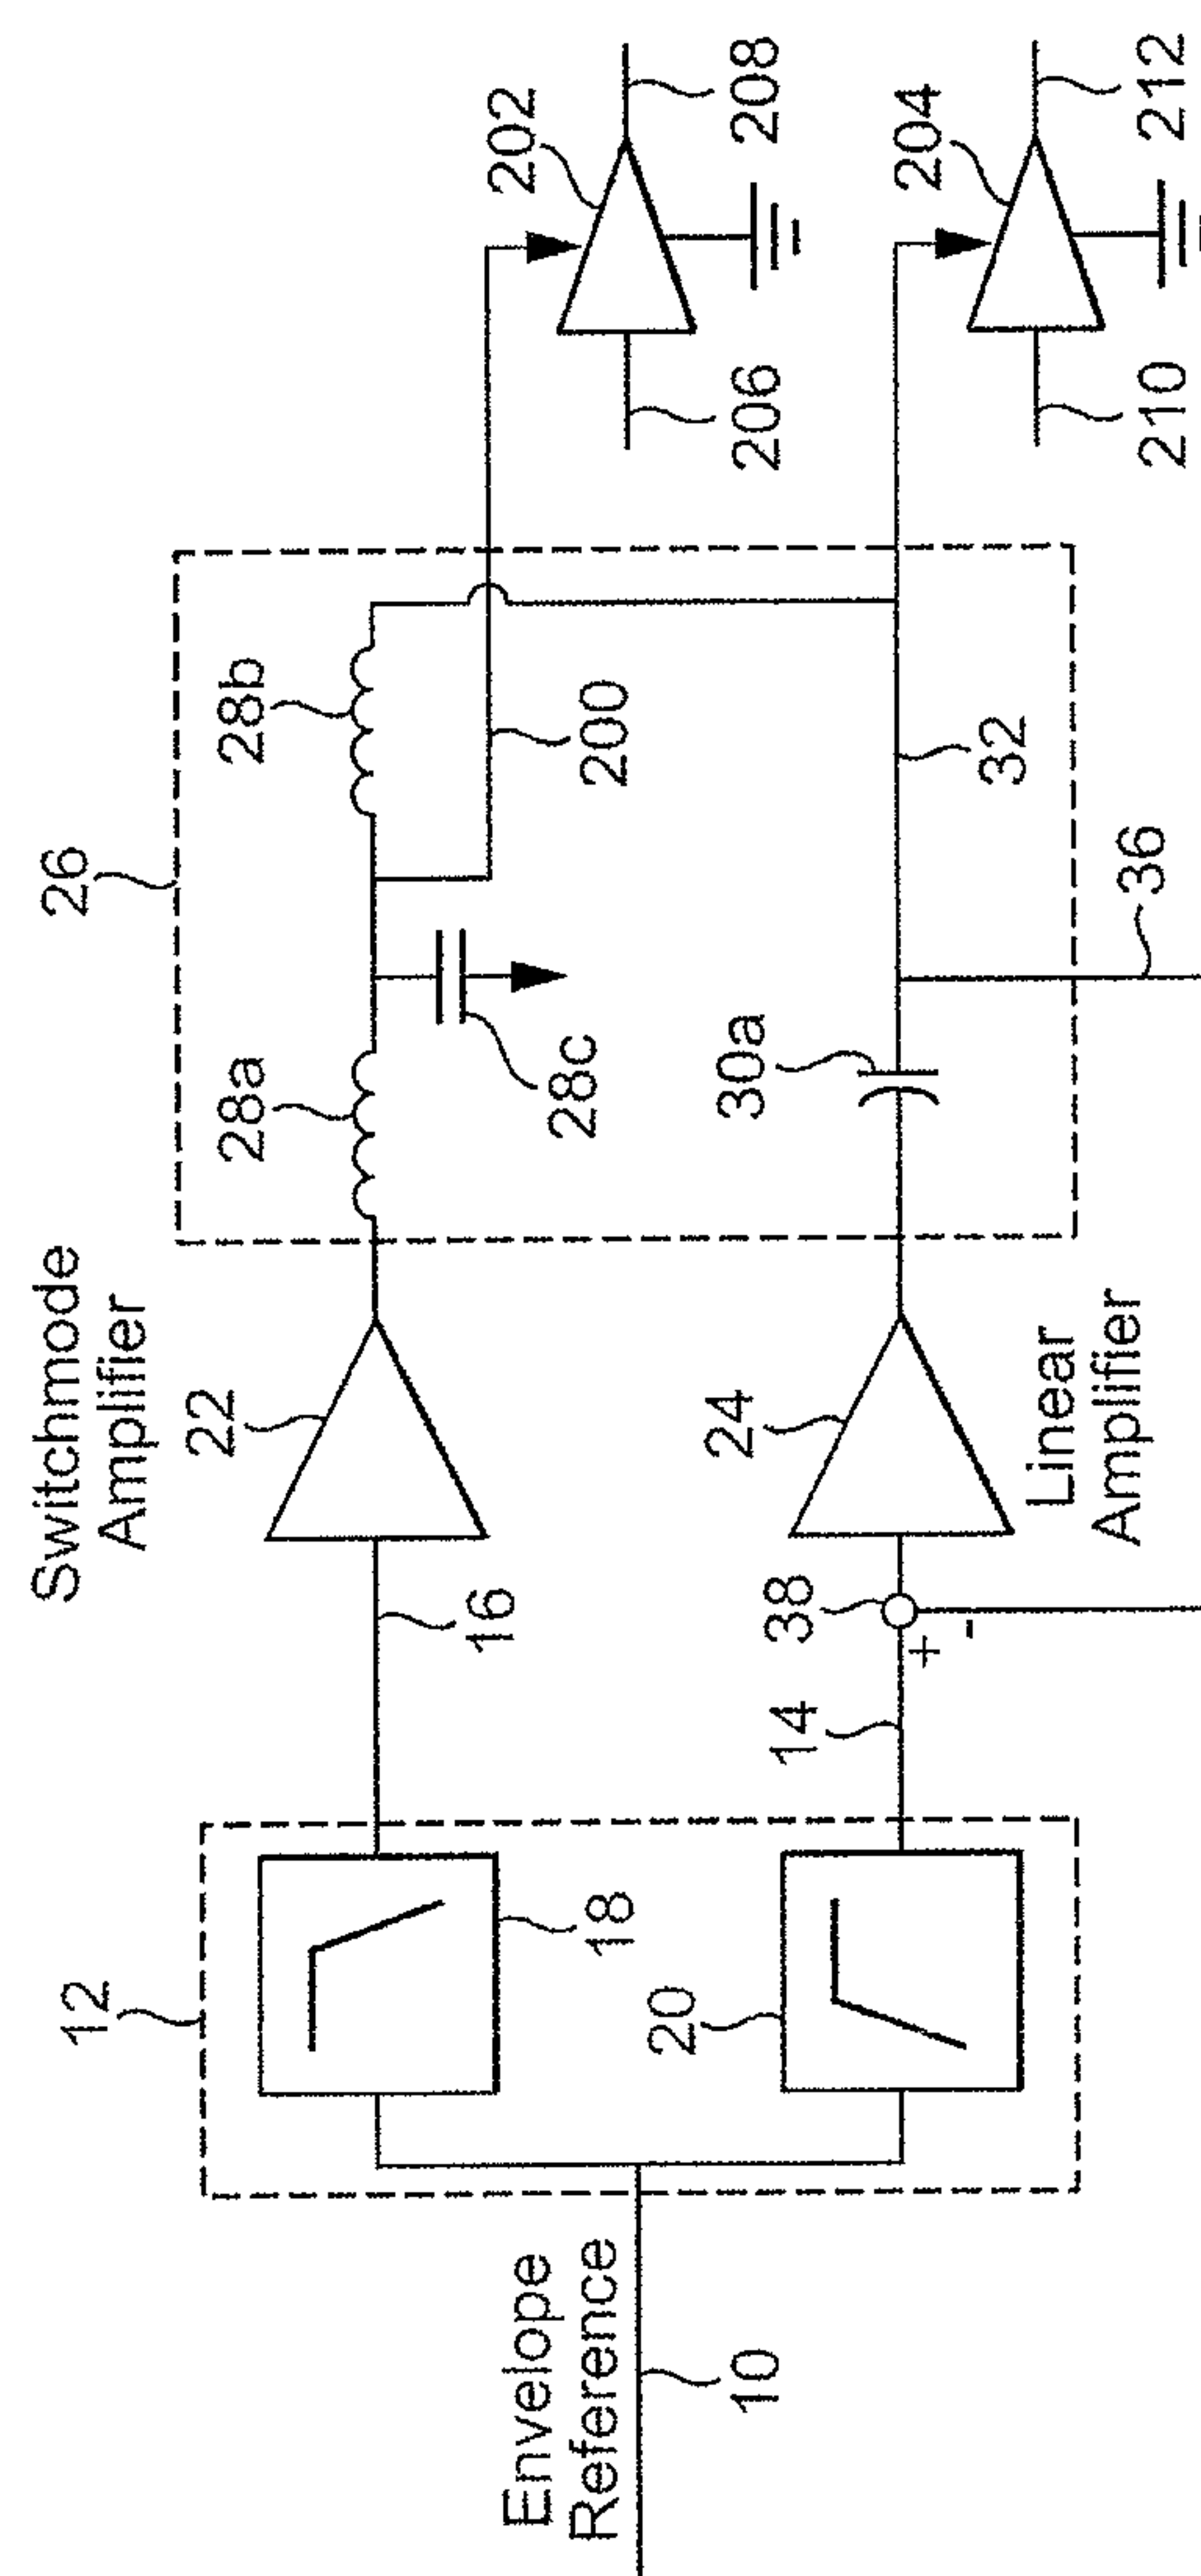 Envelope
Reference
10
12
18
20
16
14
38
+
-
Switchmode
Amplifier
22
24
Linear
Amplifier
26
28a
28b
28c
30a
200
32
36
202
206
208
204
210
212